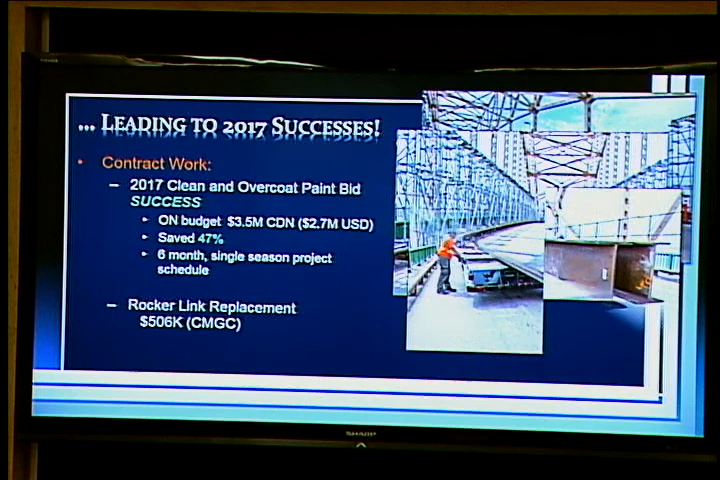 ... LEADING TO 2017 SUCCESSES!
• Contract Work:
– 2017 Clean and Overcoat Paint Bid
SUCCESS
ON budget $3.5M CDN ($2.7M USD)
Saved 47%
6 month, single season project
schedule
– Rocker Link Replacement
$506K (CMGC)
SHARP